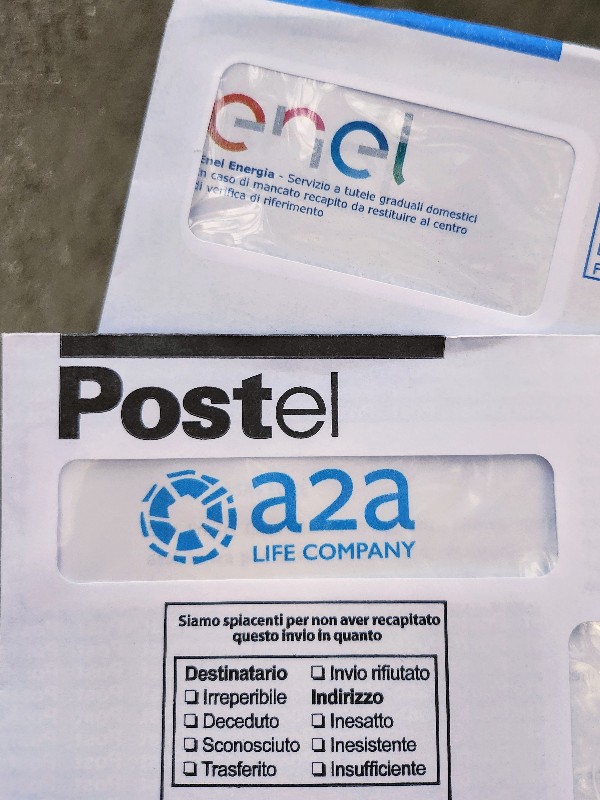 enel
Enel Energia - Servizio a tutele graduali domestici
in caso di mancato recapito da restituire al centro
di verifica di riferimento
Postel
a2a
LIFE COMPANY
Siamo spiacenti per non aver recapitato
questo invio in quanto
Destinatario ❏ Invio rifiutato
❏ Irreperibile Indirizzo
❏ Deceduto ❏ Inesatto
❏ Sconosciuto ❏ Inesistente
❏ Trasferito ❏ Insufficiente